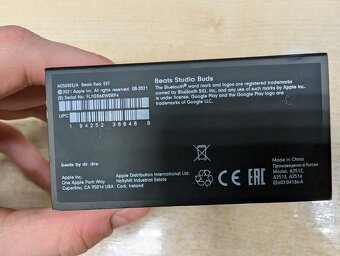 Beats Studio Buds
The Bluetooth® word mark and logos are registered trademarks
owned by Bluetooth SIG, Inc. and any use of such marks by Apple Inc.
is under license. Google Play and the Google Play logo are
trademarks of Google LLC.
Beats Red, EST
©2021 Apple Inc. All rights reserved. 08-2021
(S) Serial No.
UPC
1 94252 38848 8
beats by dr. dre
Apple Inc.
One Apple Park Way
Cupertino, CA 95014 USA
Apple Distribution International Ltd.
Hollyhill Industrial Estate
Cork, Ireland
CE
EAC
Made in China
Произведено в Китае
Model: A2512,
A2513, A2514